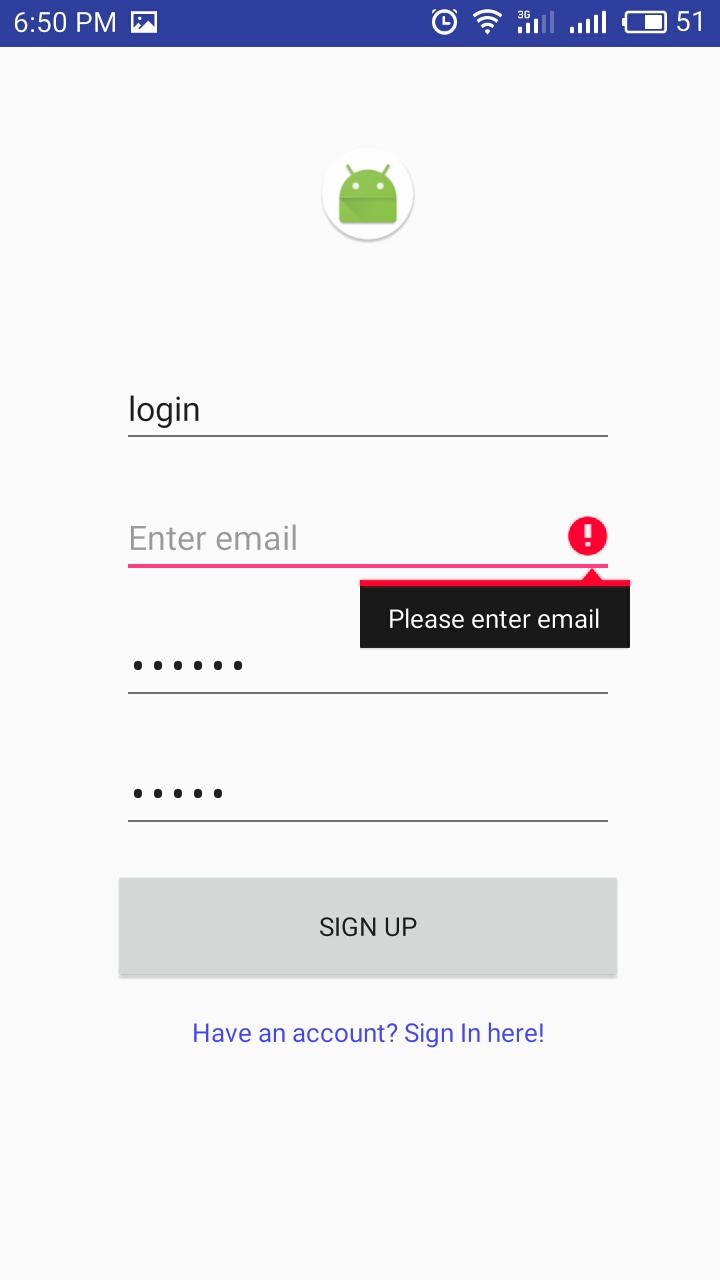 6:50 PM 3G 51
login
Enter email
Please enter email
••••••
•••••
SIGN UP
Have an account? Sign In here!